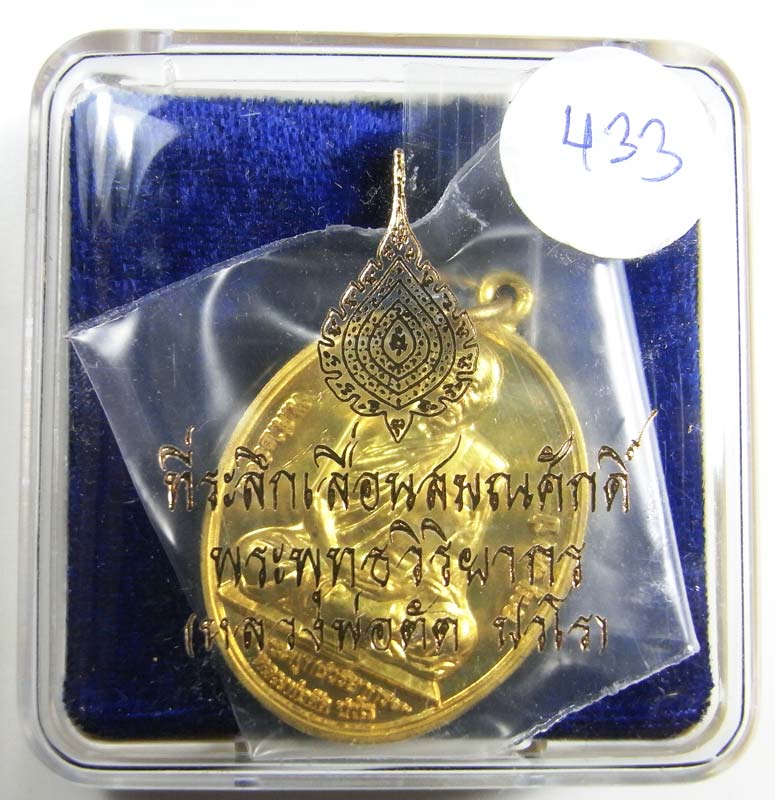 433
ที่ระลึกเลื่อนสมณศักดิ์
พระพุทธวิริยากร
(หลวงพ่อตัด ปวโร)